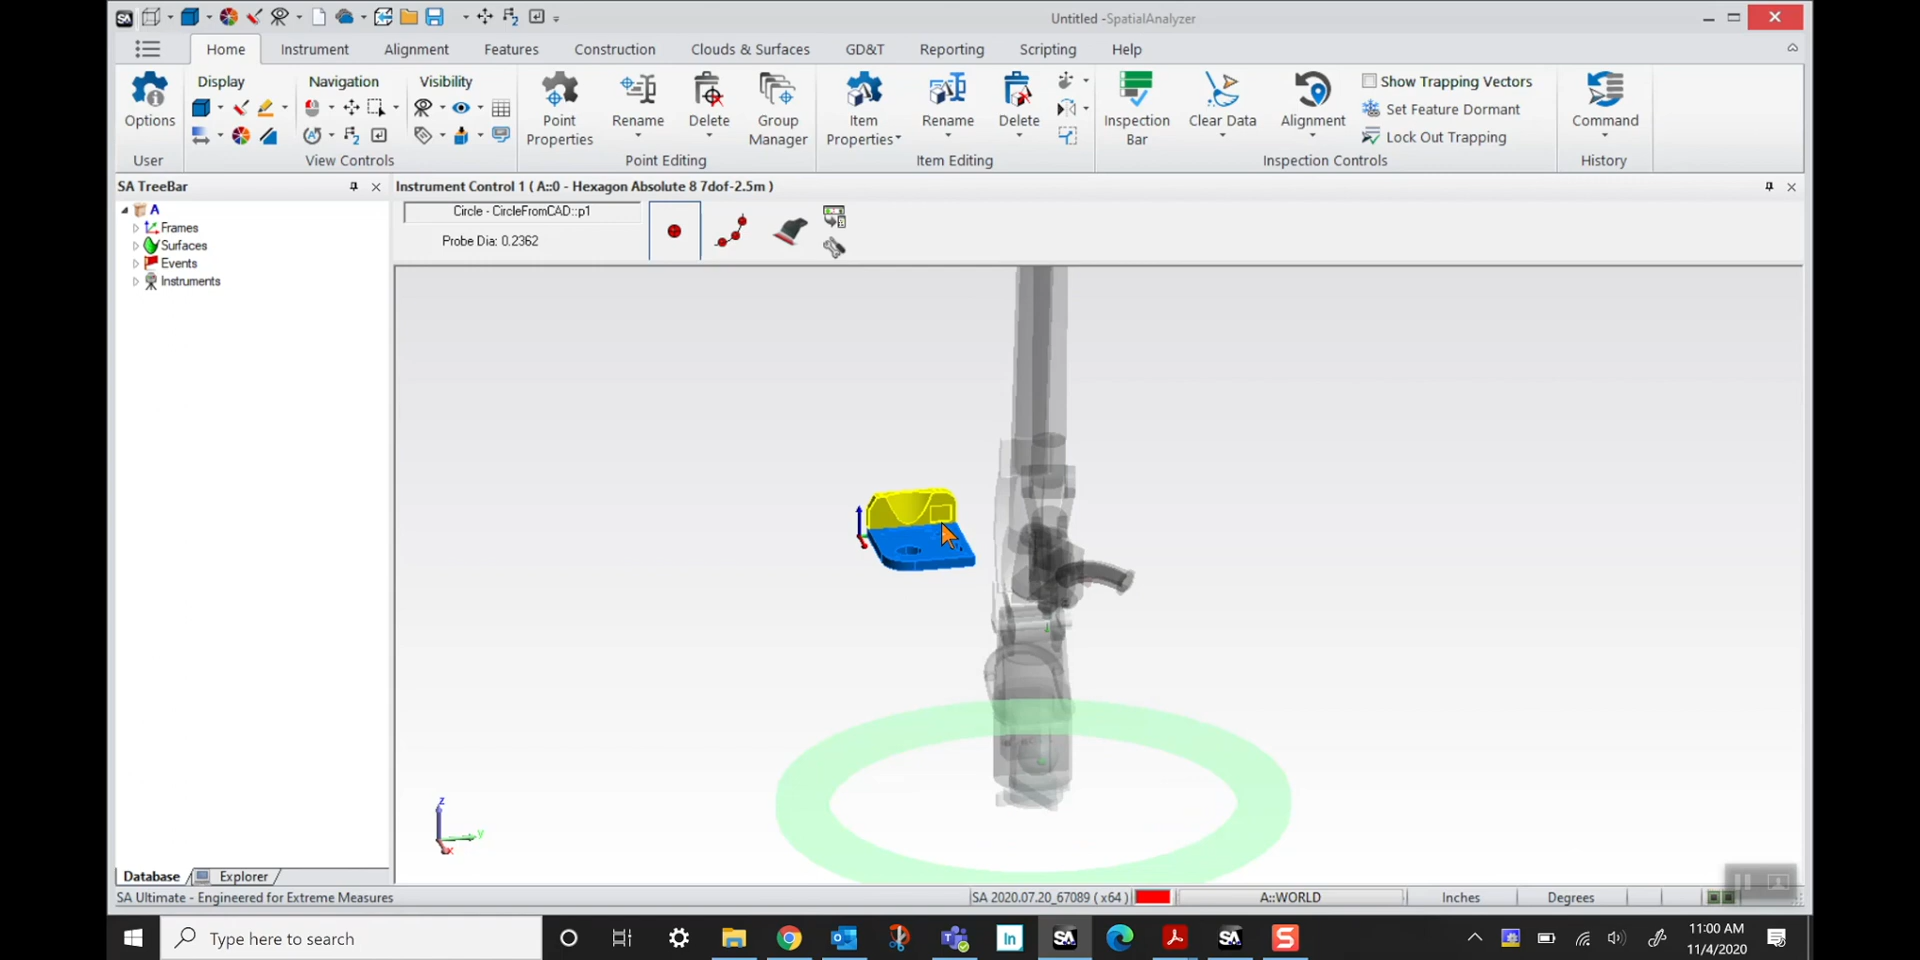 SA
Untitled -SpatialAnalyzer
Home
Instrument
Alignment
Features
Construction
Clouds & Surfaces
GD&T
Reporting
Scripting
Help
Options
User
Display
Navigation
Visibility
View Controls
Point Properties
Rename
Delete
Group Manager
Point Editing
Item Properties
Rename
Delete
Item Editing
Inspection Bar
Clear Data
Alignment
Show Trapping Vectors
Set Feature Dormant
Lock Out Trapping
Inspection Controls
Command
History
SA TreeBar
Instrument Control 1 ( A::0 - Hexagon Absolute 8 7dof-2.5m )
A
Frames
Surfaces
Events
Instruments
Circle - CircleFromCAD::p1
Probe Dia: 0.2362
z
y
x
Database
Explorer
SA Ultimate - Engineered for Extreme Measures
SA 2020.07.20_67089 ( x64 )
A::WORLD
Inches
Degrees
Type here to search
In
SA
SA
S
11:00 AM
11/4/2020